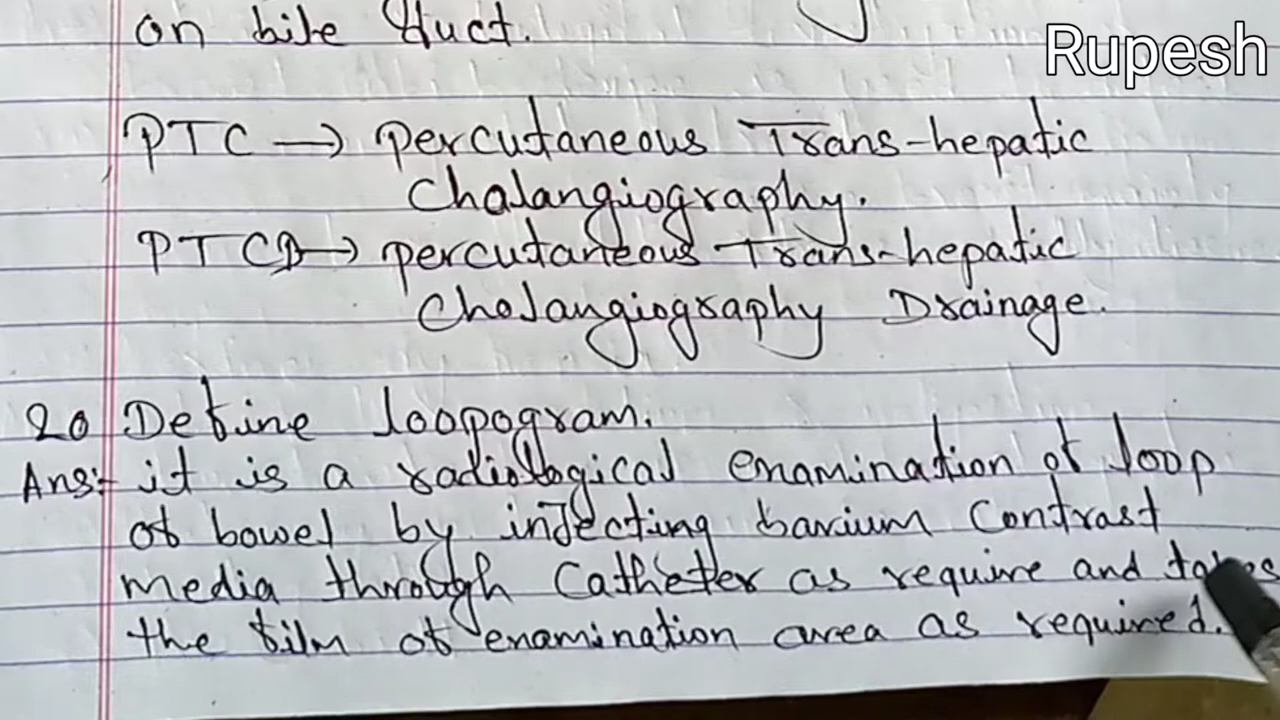 on bile duct.
Rupesh
PTC → percutaneous Trans-hepatic
Chalangiography.
PTCD → percutaneous Trans-hepatic
Cholangiography Drainage.
20 Define loopogram.
Ans:- it is a radiological examination of loop
of bowel by injecting barium Contrast
media through Catheter as require and takes
the film of examination area as required.